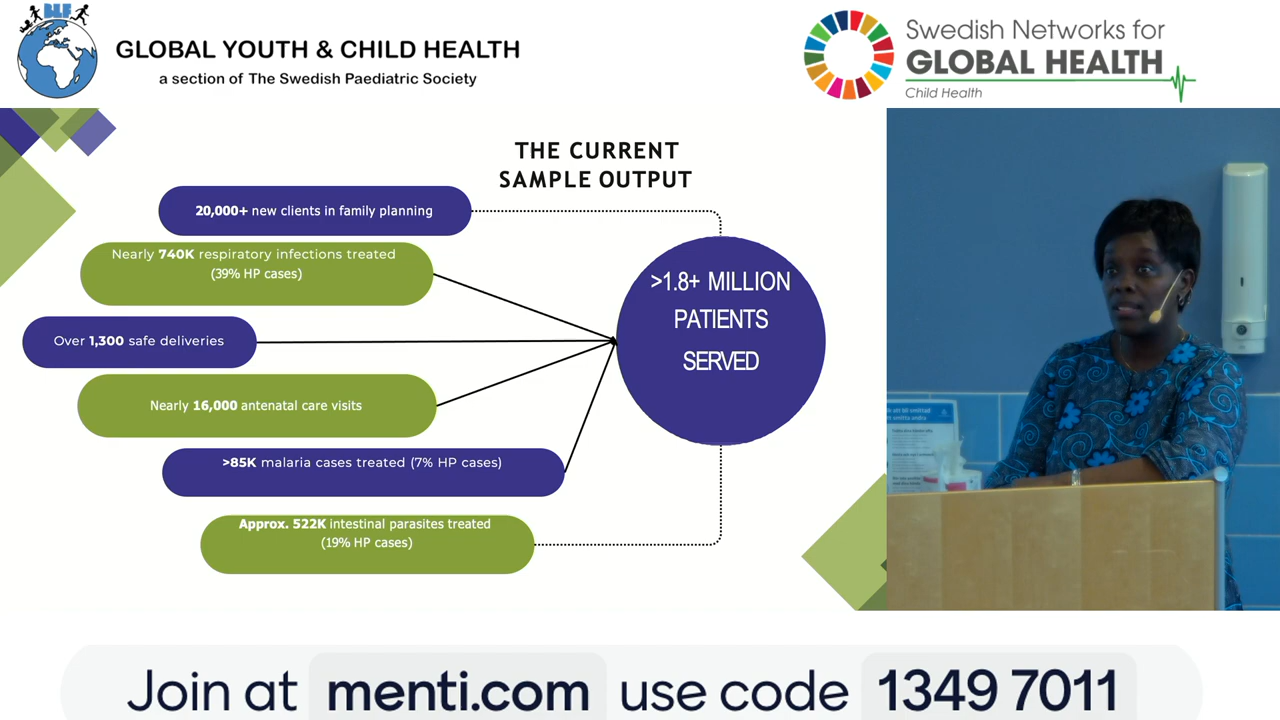 BLF
GLOBAL YOUTH & CHILD HEALTH
a section of The Swedish Paediatric Society
Swedish Networks for
GLOBAL HEALTH
Child Health
THE CURRENT
SAMPLE OUTPUT
20,000+ new clients in family planning
Nearly 740K respiratory infections treated
(39% HP cases)
Over 1,300 safe deliveries
Nearly 16,000 antenatal care visits
>85K malaria cases treated (7% HP cases)
Approx. 522K intestinal parasites treated
(19% HP cases)
>1.8+ MILLION
PATIENTS
SERVED
Join at menti.com use code 1349 7011